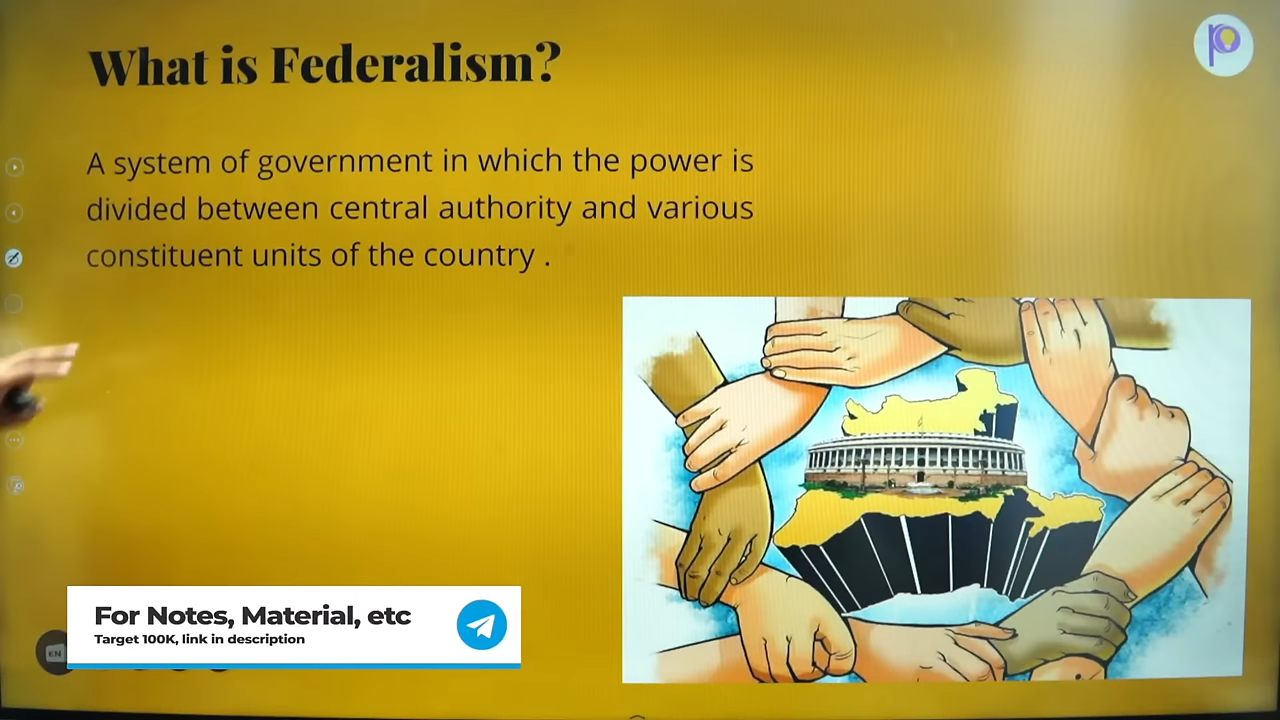 What is Federalism?
A system of government in which the power is
divided between central authority and various
constituent units of the country .
For Notes, Material, etc
Target 100K, link in description
EN